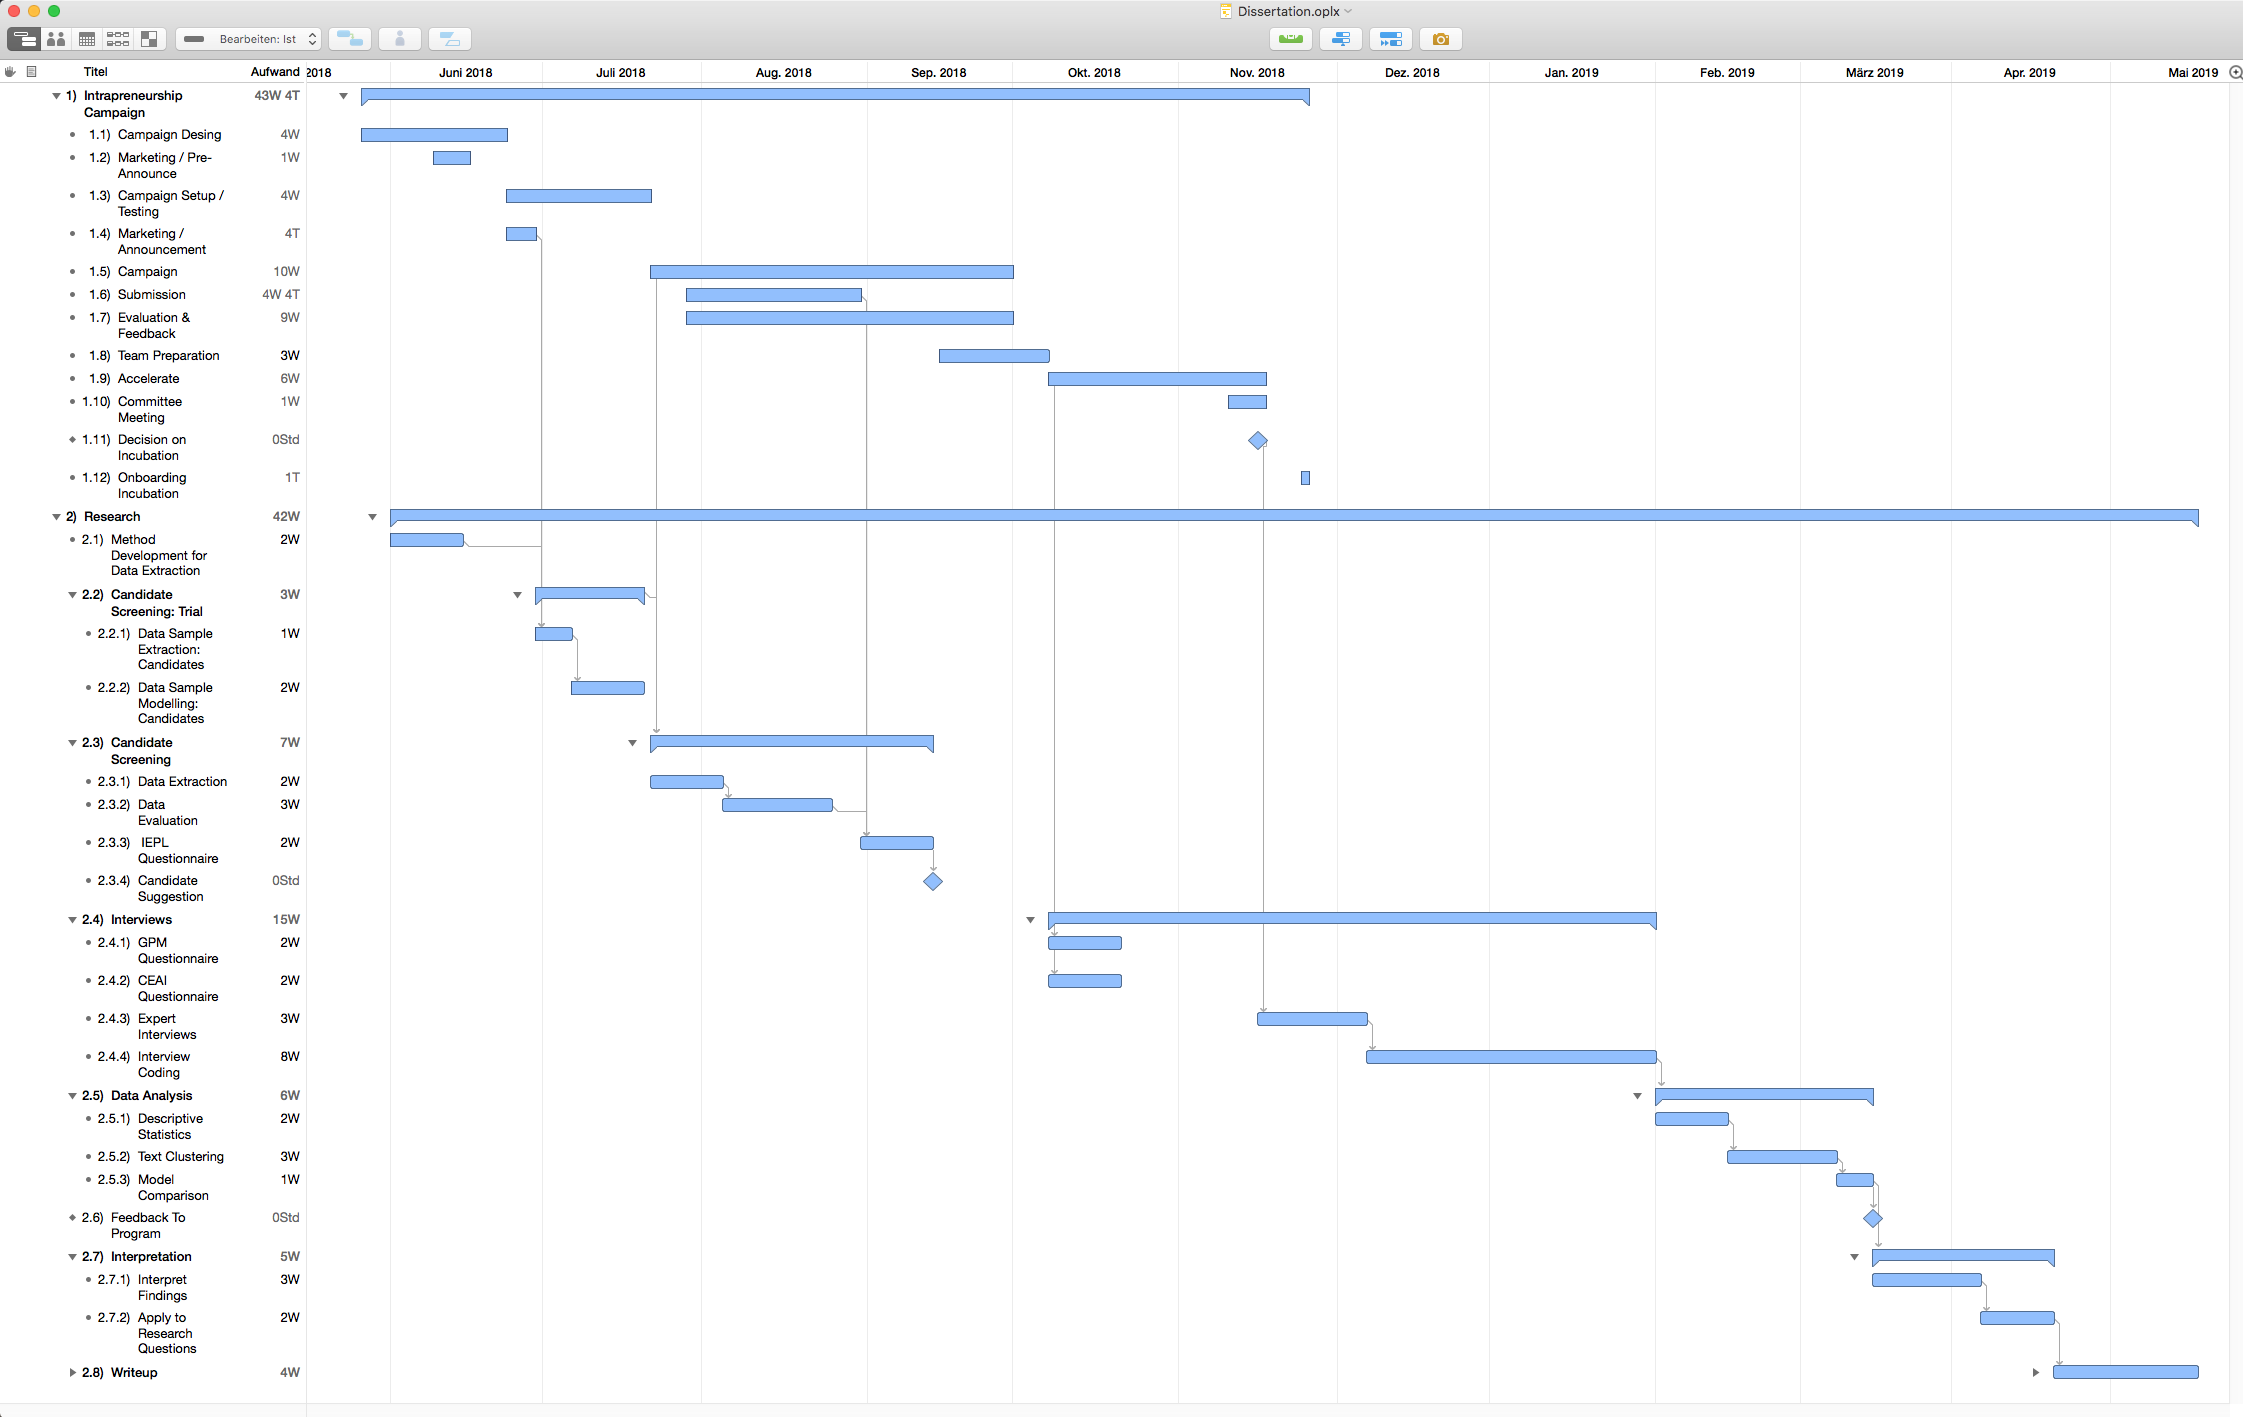 Dissertation.oplx
Bearbeiten: Ist
Titel Aufwand 2018 Juni 2018 Juli 2018 Aug. 2018 Sep. 2018 Okt. 2018 Nov. 2018 Dez. 2018 Jan. 2019 Feb. 2019 März 2019 Apr. 2019 Mai 2019
1) Intrapreneurship 43W 4T
Campaign
1.1) Campaign Desing 4W
1.2) Marketing / Pre- 1W
Announce
1.3) Campaign Setup / 4W
Testing
1.4) Marketing / 4T
Announcement
1.5) Campaign 10W
1.6) Submission 4W 4T
1.7) Evaluation & 9W
Feedback
1.8) Team Preparation 3W
1.9) Accelerate 6W
1.10) Committee 1W
Meeting
1.11) Decision on 0Std
Incubation
1.12) Onboarding 1T
Incubation
2) Research 42W
2.1) Method 2W
Development for
Data Extraction
2.2) Candidate 3W
Screening: Trial
2.2.1) Data Sample 1W
Extraction:
Candidates
2.2.2) Data Sample 2W
Modelling:
Candidates
2.3) Candidate 7W
Screening
2.3.1) Data Extraction 2W
2.3.2) Data 3W
Evaluation
2.3.3) IEPL 2W
Questionnaire
2.3.4) Candidate 0Std
Suggestion
2.4) Interviews 15W
2.4.1) GPM 2W
Questionnaire
2.4.2) CEAI 2W
Questionnaire
2.4.3) Expert 3W
Interviews
2.4.4) Interview 8W
Coding
2.5) Data Analysis 6W
2.5.1) Descriptive 2W
Statistics
2.5.2) Text Clustering 3W
2.5.3) Model 1W
Comparison
2.6) Feedback To 0Std
Program
2.7) Interpretation 5W
2.7.1) Interpret 3W
Findings
2.7.2) Apply to 2W
Research
Questions
2.8) Writeup 4W